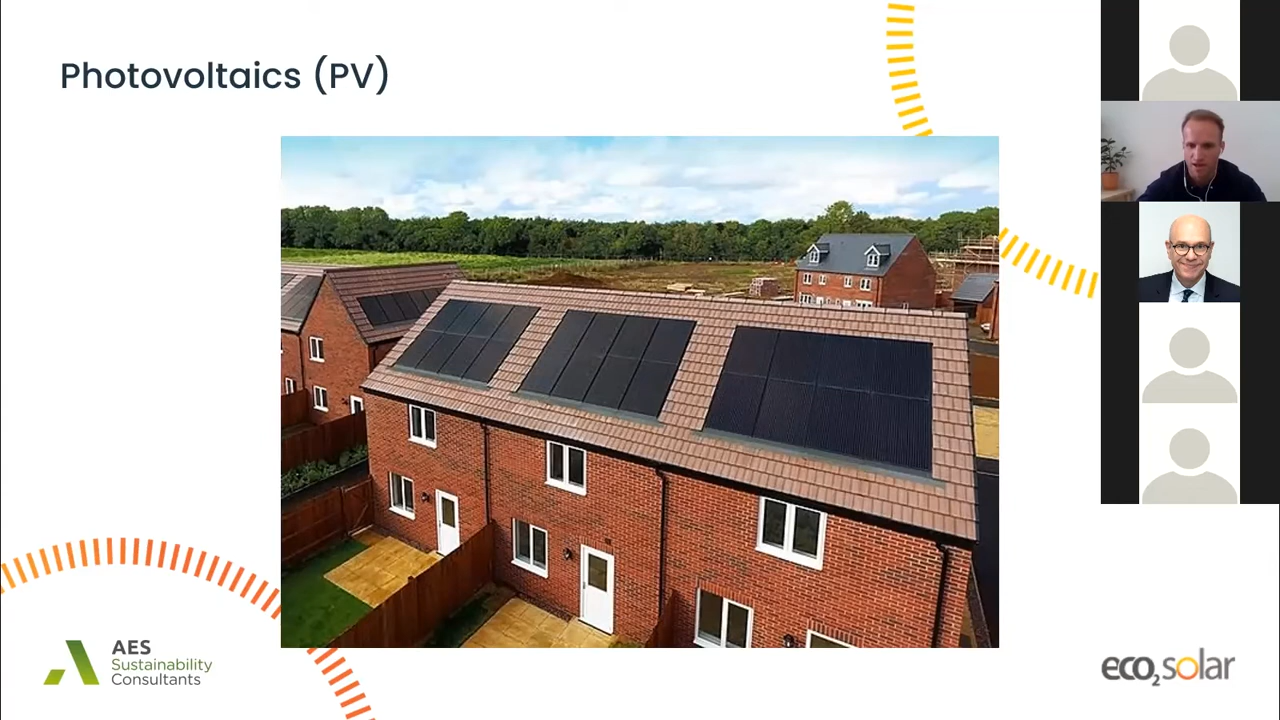 Photovoltaics (PV)
AES
Sustainability
Consultants
eco2solar